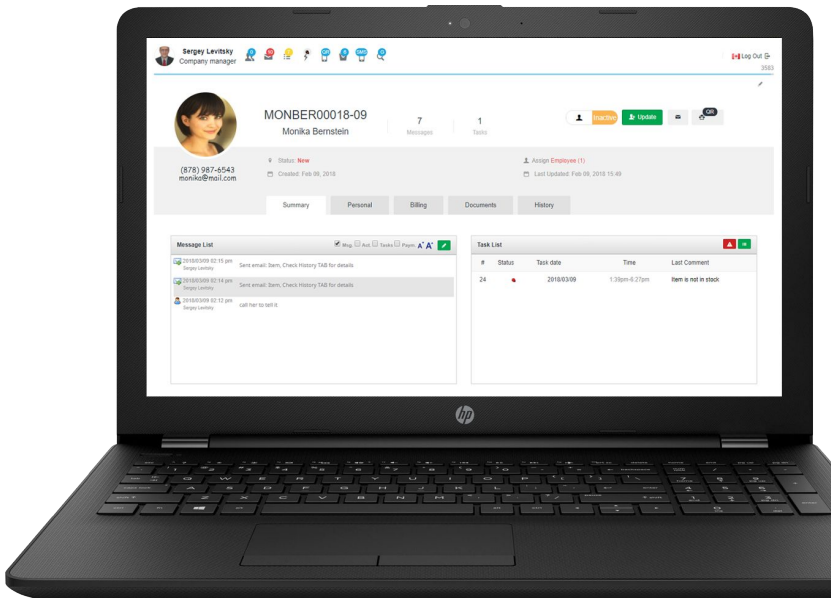 Sergey Levitsky
Company manager
QR
SMS
Log Out
3583
MONBER00018-09
Monika Bernstein
7
Messages
1
Tasks
Inactive
Update
QR
(878) 987-6543
monika@mail.com
Status: New
Created: Feb 09, 2018
Assign Employee (1)
Last Updated: Feb 09, 2018 15:49
Summary Personal Billing Documents History
Message List
Msg Act Tasks Paym A+ A-
2018/03/09 02:15 pm
Sergey Levitsky
Sent email: Item, Check History TAB for details
2018/03/09 02:14 pm
Sergey Levitsky
Sent email: Item, Check History TAB for details
2018/03/09 02:12 pm
Sergey Levitsky
call her to tell it
Task List
# Status Task date Time Last Comment
24 2018/03/09 1:39pm-6:27pm Item is not in stock
hp
Q W E R T Y U I O P
A S D F G H J K L
Z X C V B N M